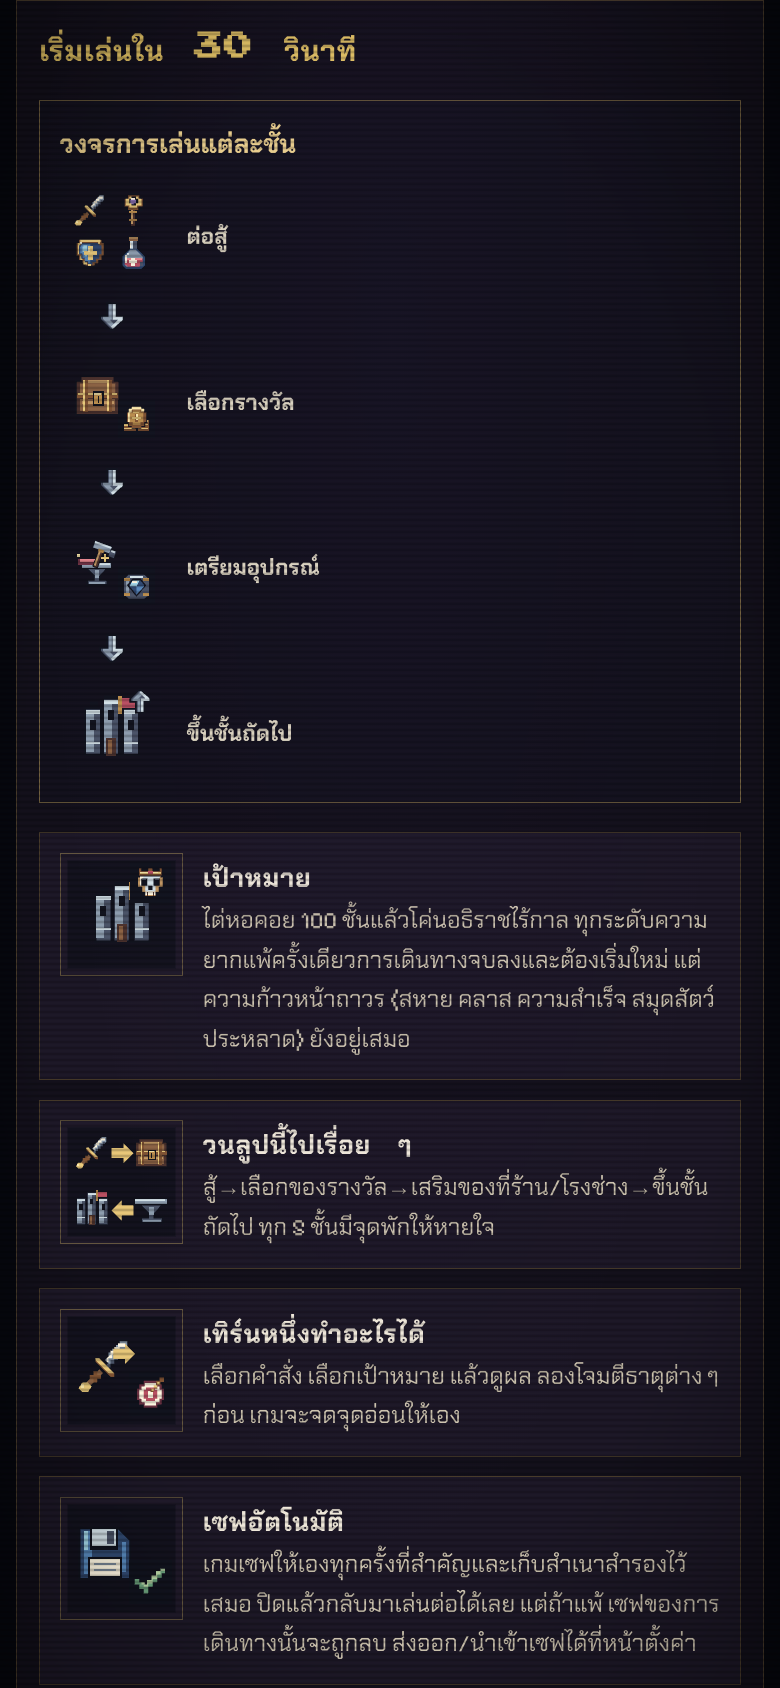 เริ่มเล่นใน 30 วินาที
วงจรการเล่นแต่ละชั้น
ต่อสู้
เลือกรางวัล
เตรียมอุปกรณ์
ขึ้นชั้นถัดไป
เป้าหมาย
ไต่หอคอย 100 ชั้นแล้วโค่นอธิราชไร้กาล ทุกระดับความ
ยากแพ้ครั้งเดียวการเดินทางจบลงและต้องเริ่มใหม่ แต่
ความก้าวหน้าถาวร (สหาย คลาส ความสำเร็จ สมุดสัตว์
ประหลาด) ยังอยู่เสมอ
วนลูปนี้ไปเรื่อย ๆ
สู้→เลือกของรางวัล→เสริมของที่ร้าน/โรงช่าง→ขึ้นชั้น
ถัดไป ทุก ชั้นมีจุดพักให้หายใจ
เทิร์นหนึ่งทำอะไรได้
เลือกคำสั่ง เลือกเป้าหมาย แล้วดูผล ลองโจมตีธาตุต่าง ๆ
ก่อน เกมจะจดจุดอ่อนให้เอง
เซฟอัตโนมัติ
เกมเซฟให้เองทุกครั้งที่สำคัญและเก็บสำเนาสำรองไว้
เสมอ ปิดแล้วกลับมาเล่นต่อได้เลย แต่ถ้าแพ้ เซฟของการ
เดินทางนั้นจะถูกลบ ส่งออก/นำเข้าเซฟได้ที่หน้าตั้งค่า